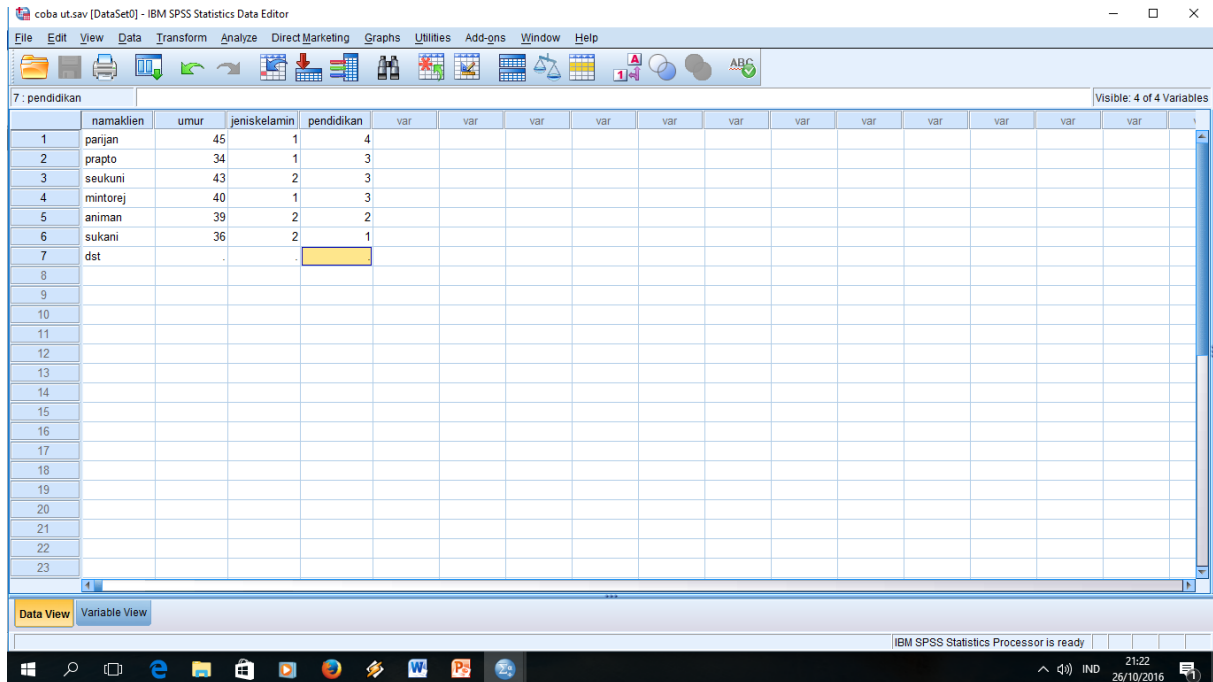 coba ut.sav [DataSet0] - IBM SPSS Statistics Data Editor
File Edit View Data Transform Analyze Direct Marketing Graphs Utilities Add-ons Window Help
A 1 ABC
7 : pendidikan Visible: 4 of 4 Variables
namaklien umur jeniskelamin pendidikan var var var var var var var var var var var
1 parijan 45 1 4
2 prapto 34 1 3
3 seukuni 43 2 3
4 mintorej 40 1 3
5 animan 39 2 2
6 sukani 36 2 1
7 dst . . .
8
9
10
11
12
13
14
15
16
17
18
19
20
21
22
23
Data View Variable View
IBM SPSS Statistics Processor is ready
IND 21:22
26/10/2016